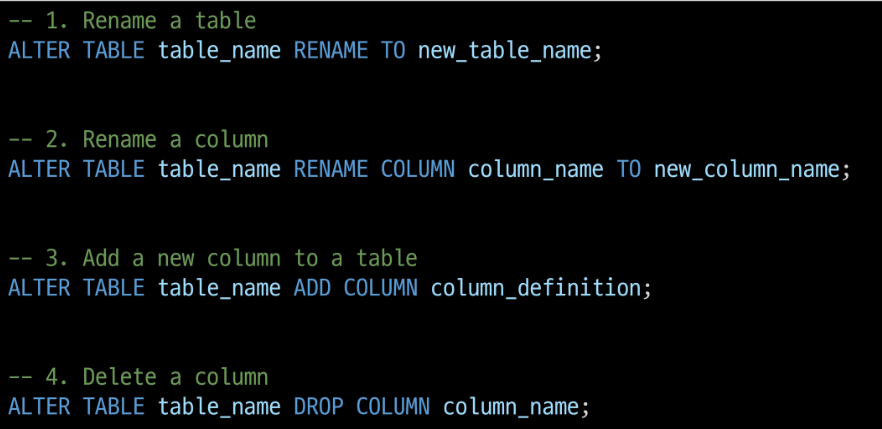 -- 1. Rename a table
ALTER TABLE table_name RENAME TO new_table_name;
-- 2. Rename a column
ALTER TABLE table_name RENAME COLUMN column_name TO new_column_name;
-- 3. Add a new column to a table
ALTER TABLE table_name ADD COLUMN column_definition;
-- 4. Delete a column
ALTER TABLE table_name DROP COLUMN column_name;